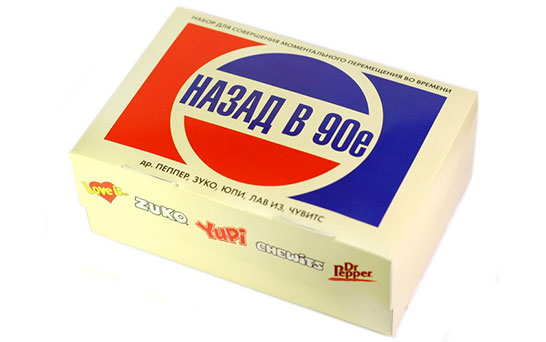 НАБОР ДЛЯ СОВЕРШЕНИЯ МОМЕНТАЛЬНОГО ПЕРЕМЕЩЕНИЯ ВО ВРЕМЕНИ
НАЗАД В 90е
др. ПЕППЕР, ЗУКО, ЮПИ, ЛАВ ИЗ, ЧУВИТС
Love is...
ZUKO
YUPi
CHEWITS
Dr Pepper